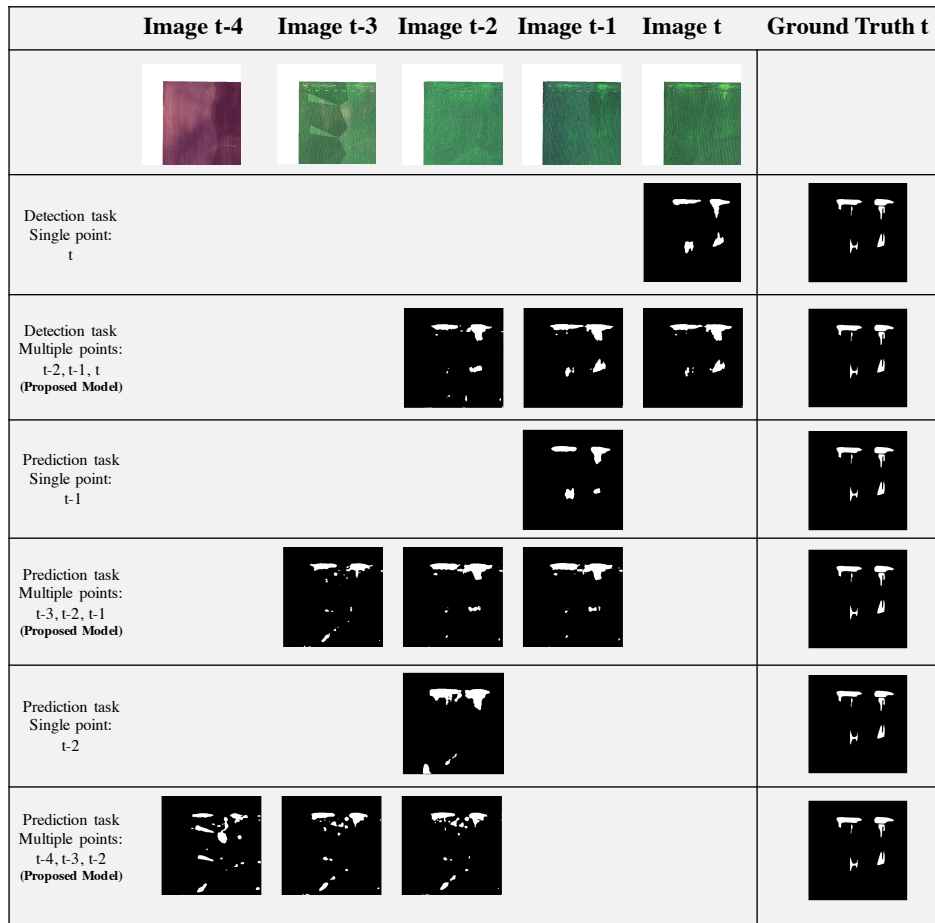 Image t-4 Image t-3 Image t-2 Image t-1 Image t Ground Truth t
Detection task
Single point:
t
Detection task
Multiple points:
t-2, t-1, t
(Proposed Model)
Prediction task
Single point:
t-1
Prediction task
Multiple points:
t-3, t-2, t-1
(Proposed Model)
Prediction task
Single point:
t-2
Prediction task
Multiple points:
t-4, t-3, t-2
(Proposed Model)